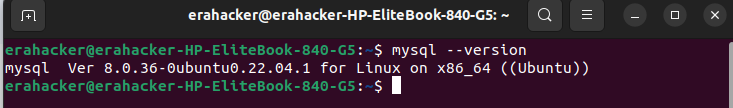 erahacker@erahacker-HP-EliteBook-840-G5: ~
erahacker@erahacker-HP-EliteBook-840-G5:~$ mysql --version
mysql  Ver 8.0.36-0ubuntu0.22.04.1 for Linux on x86_64 ((Ubuntu))
erahacker@erahacker-HP-EliteBook-840-G5:~$